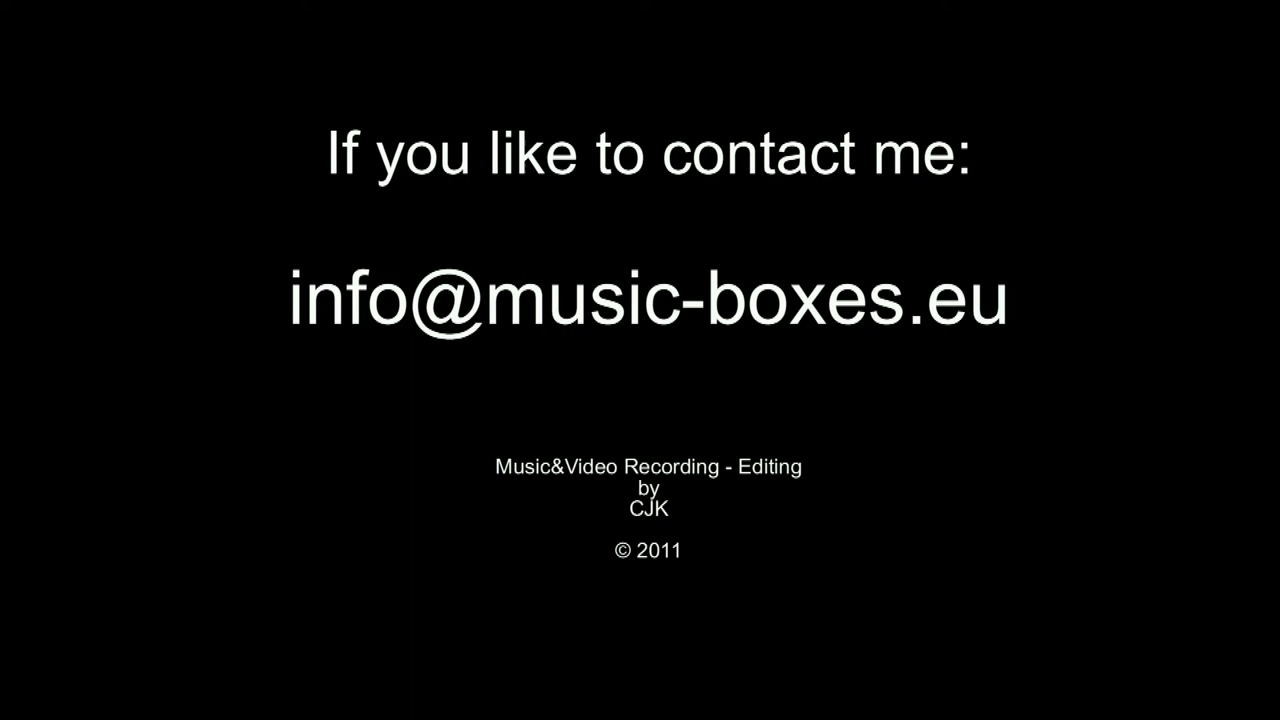 If you like to contact me:
info@music-boxes.eu
Music&Video Recording - Editing
by
CJK
© 2011